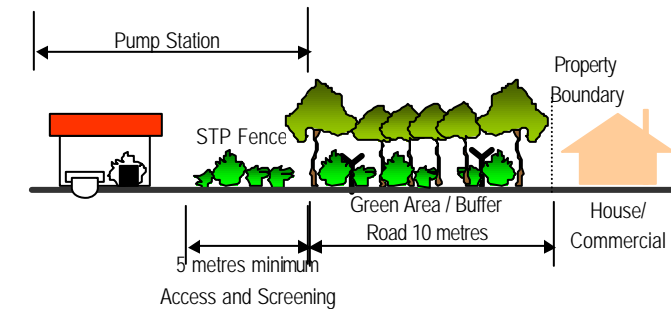 Pump Station
Property
Boundary
STP Fence
Green Area / Buffer
Road 10 metres
House/
Commercial
5 metres minimum
Access and Screening